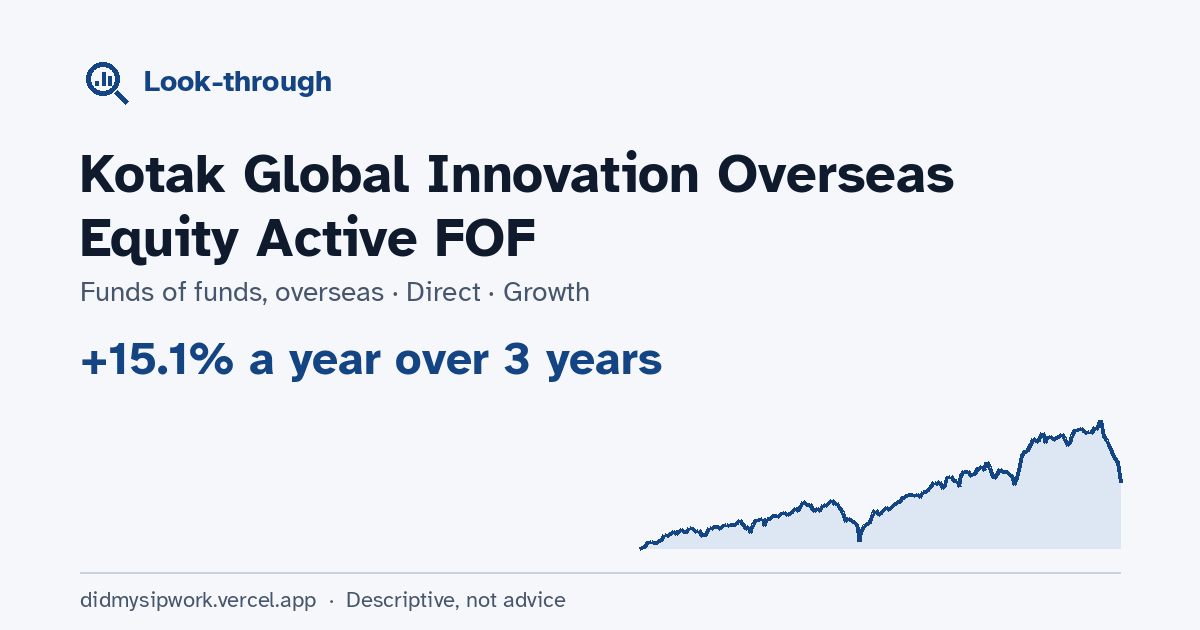 Look-through
Kotak Global Innovation Overseas
Equity Active FOF
Funds of funds, overseas · Direct · Growth
+15.1% a year over 3 years
didmysipwork.vercel.app · Descriptive, not advice